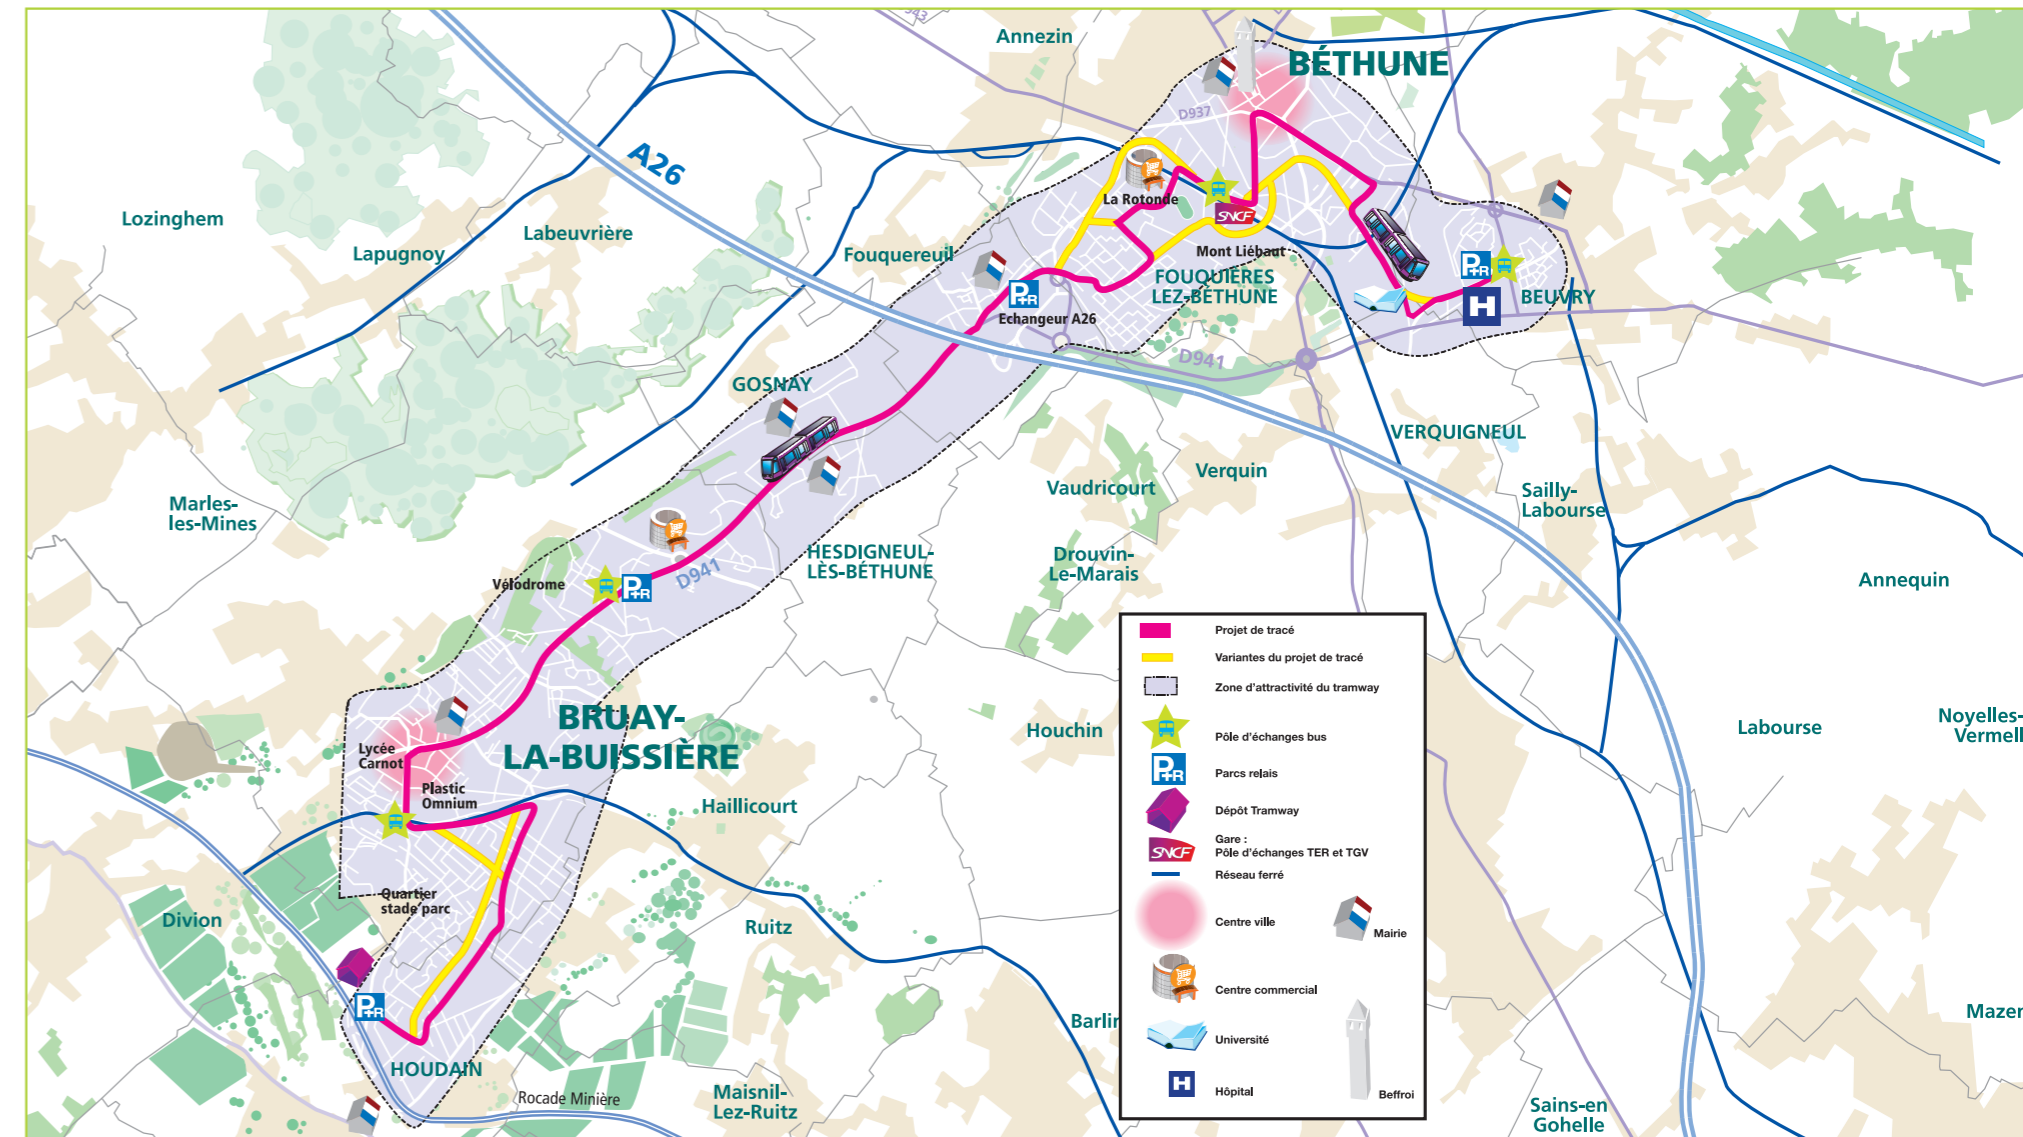 D943
Annezin
BÉTHUNE
D937
A26
Lozinghem
Labeuvrière
Lapugnoy
Fouquereuil
La Rotonde
SNCF
Mont Liébaut
FOUQUIÈRES
LEZ-BÉTHUNE
P+R
BEUVRY
H
P+R
Echangeur A26
D941
GOSNAY
VERQUIGNEUL
Verquin
Vaudricourt
Sailly-
Labourse
Marles-
les-Mines
HESDIGNEUL-
LÈS-BÉTHUNE
Drouvin-
Le-Marais
Vélodrome
P+R
D941
Annequin
BRUAY-
LA-BUISSIÈRE
Lycée
Carnot
Plastic
Omnium
Haillicourt
Houchin
Labourse
Noyelles-
Vermell
Quartier
stade parc
Divion
Ruitz
P+R
HOUDAIN
Rocade Minière
Maisnil-
Lez-Ruitz
Barlin
Mazer
Sains-en
Gohelle
Projet de tracé
Variantes du projet de tracé
Zone d'attractivité du tramway
Pôle d'échanges bus
P+R
Parcs relais
Dépôt Tramway
SNCF
Gare :
Pôle d'échanges TER et TGV
Réseau ferré
Centre ville
Mairie
Centre commercial
Université
H
Hôpital
Beffroi